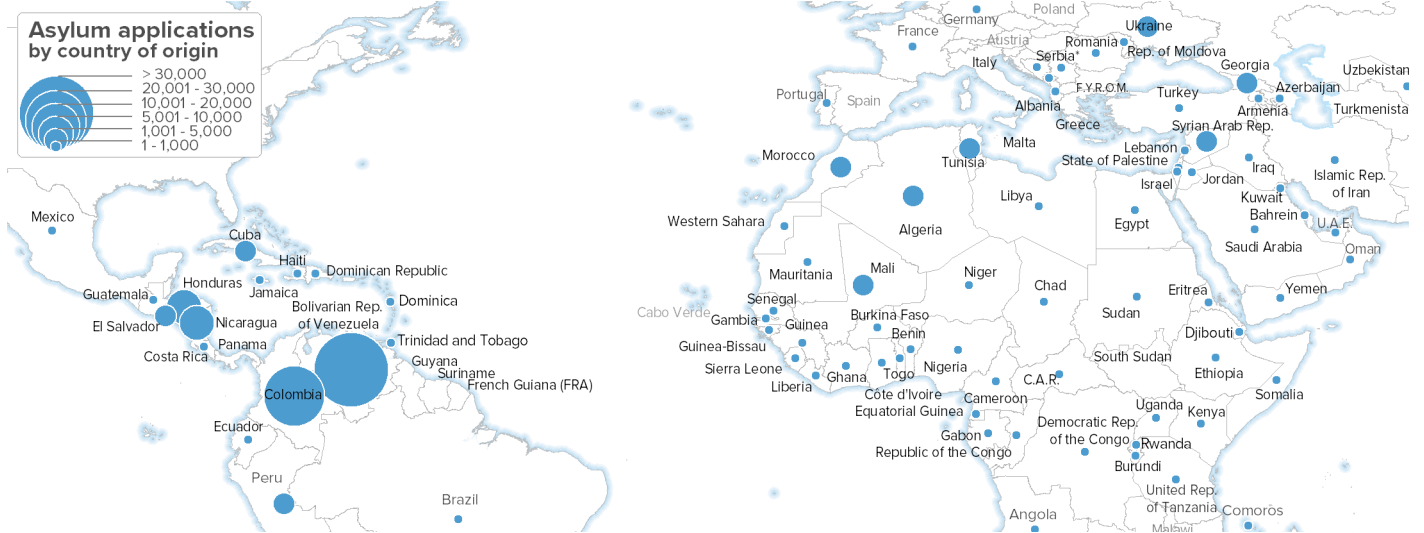 Asylum applications
by country of origin
> 30,000
20,001 - 30,000
10,001 - 20,000
5,001 - 10,000
1,001 - 5,000
1 - 1,000
Mexico
Cuba
Haiti
Dominican Republic
Honduras
Jamaica
Guatemala
Dominica
Bolivarian Rep.
of Venezuela
El Salvador
Nicaragua
Panama
Costa Rica
Trinidad and Tobago
Guyana
Suriname
French Guiana (FRA)
Colombia
Ecuador
Peru
Brazil
Germany
Poland
France
Austria
Ukraine
Romania
Rep. of Moldova
Serbia*
Italy
Georgia
Uzbekistan
Portugal
Spain
Albania
F.Y.R.O.M.
Turkey
Azerbaijan
Armenia
Turkmenista
Greece
Syrian Arab Rep.
Malta
Lebanon
Morocco
Tunisia
State of Palestine
Iraq
Islamic Rep.
of Iran
Israel
Jordan
Kuwait
Libya
Bahrain
Western Sahara
Algeria
Egypt
U.A.E.
Saudi Arabia
Oman
Mauritania
Mali
Niger
Chad
Yemen
Eritrea
Senegal
Cabo Verde
Gambia
Guinea
Burkina Faso
Sudan
Djibouti
Benin
Guinea-Bissau
South Sudan
Sierra Leone
Nigeria
Ethiopia
Liberia
Ghana
Togo
C.A.R.
Somalia
Côte d'Ivoire
Cameroon
Equatorial Guinea
Uganda
Kenya
Democratic Rep.
of the Congo
Gabon
Rwanda
Republic of the Congo
Burundi
United Rep.
of Tanzania
Angola
Comoros
Malawi